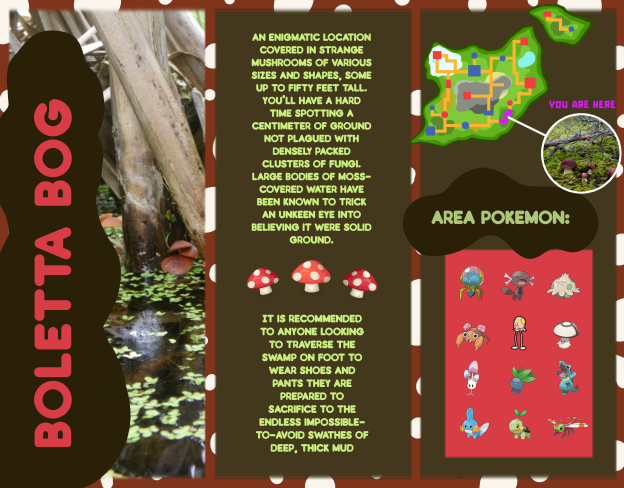 BOLETTA BOG
AN ENIGMATIC LOCATION
COVERED IN STRANGE
MUSHROOMS OF VARIOUS
SIZES AND SHAPES, SOME
UP TO FIFTY FEET TALL.
YOU'LL HAVE A HARD
TIME SPOTTING A
CENTIMETER OF GROUND
NOT PLAGUED WITH
DENSELY PACKED
CLUSTERS OF FUNGI.
LARGE BODIES OF MOSS-
COVERED WATER HAVE
BEEN KNOWN TO TRICK
AN UNKEEN EYE INTO
BELIEVING IT WERE SOLID
GROUND.
IT IS RECOMMENDED
TO ANYONE LOOKING
TO TRAVERSE THE
SWAMP ON FOOT TO
WEAR SHOES AND
PANTS THEY ARE
PREPARED TO
SACRIFICE TO THE
ENDLESS IMPOSSIBLE-
TO-AVOID SWATHES OF
DEEP, THICK MUD
YOU ARE HERE
AREA POKEMON: